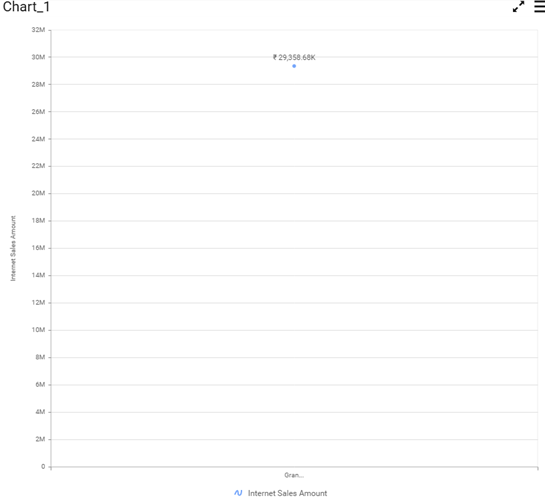 Chart_1
32M
₹ 29,358.68K
30M
28M
26M
24M
22M
20M
18M
16M
14M
12M
10M
8M
6M
4M
2M
0
Internet Sales Amount
Gran...
Internet Sales Amount